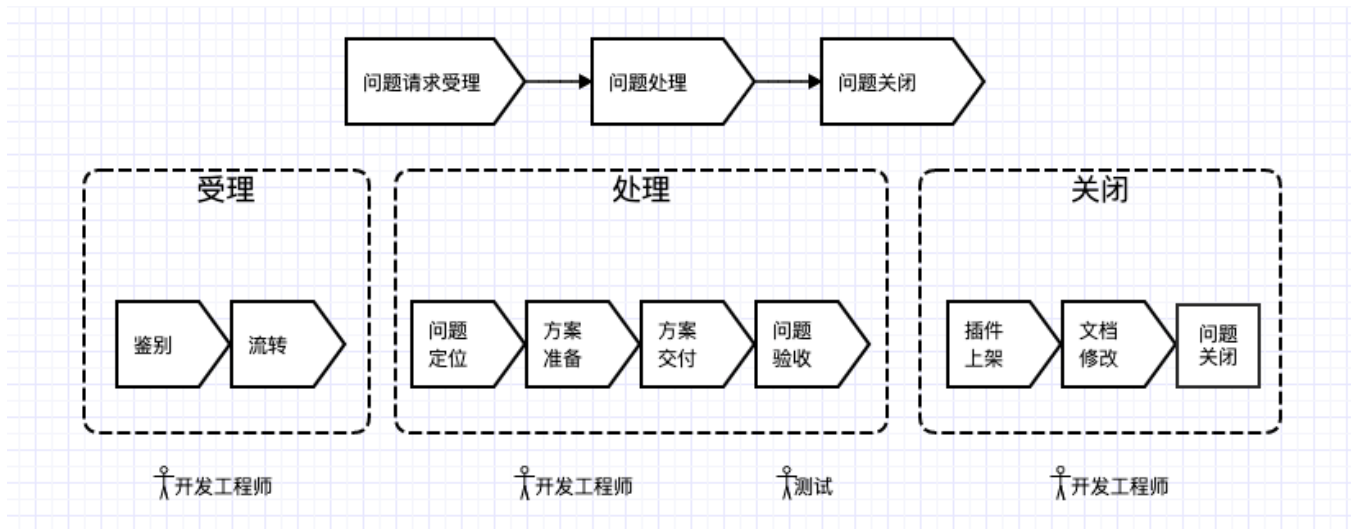 问题请求受理
问题处理
问题关闭
受理
处理
关闭
鉴别
流转
问题
定位
方案
准备
方案
交付
问题
验收
插件
上架
文档
修改
问题
关闭
开发工程师
开发工程师
测试
开发工程师